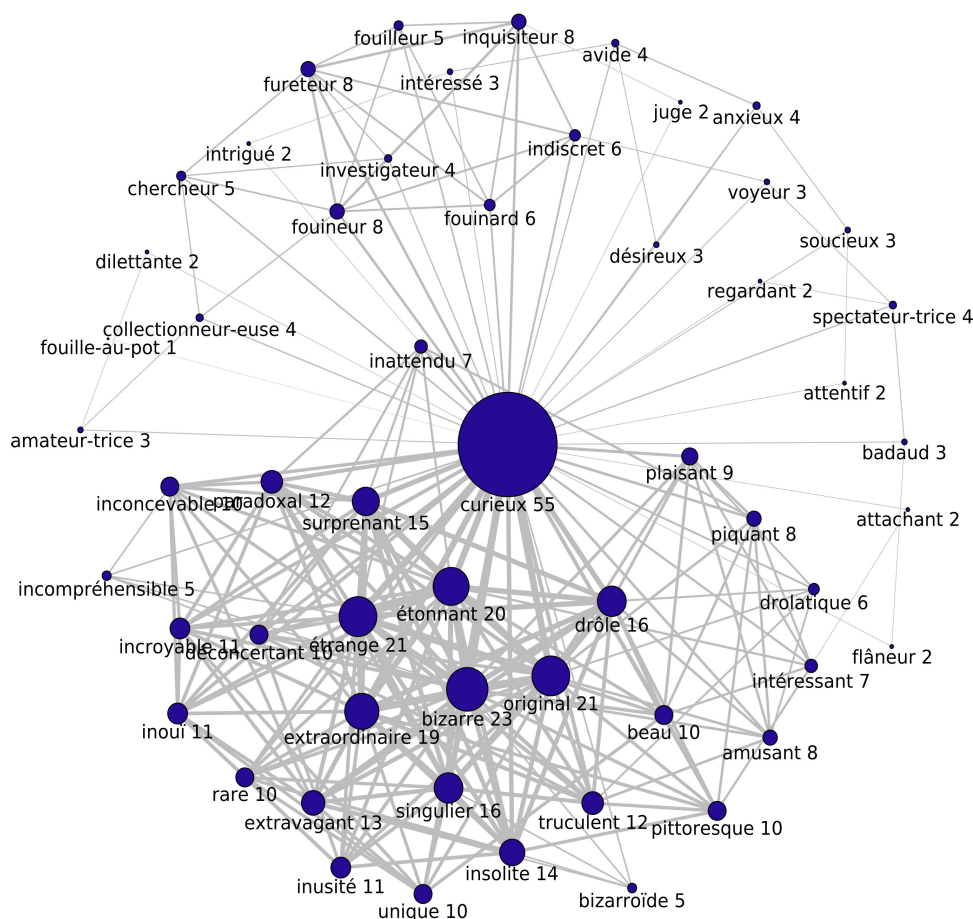 fouilleur 5
inquisiteur 8
avide 4
fureteur 8
intéressé 3
juge 2
anxieux 4
intrigué 2
investigateur 4
indiscret 6
chercheur 5
voyeur 3
fouineur 8
fouinard 6
soucieux 3
dilettante 2
désireux 3
regardant 2
spectateur-trice 4
collectionneur-euse 4
fouille-au-pot 1
inattendu 7
attentif 2
amateur-trice 3
badaud 3
plaisant 9
curieux 55
inconcevable 10
paradoxal 12
surprenant 15
piquant 8
attachant 2
incompréhensible 5
étonnant 20
drôle 16
drolatique 6
incroyable 11
déconcertant 10
étrange 21
flâneur 2
intéressant 7
original 21
bizarre 23
extraordinaire 19
inouï 11
beau 10
amusant 8
rare 10
extravagant 13
singulier 16
truculent 12
pittoresque 10
inusité 11
insolite 14
bizarroïde 5
unique 10